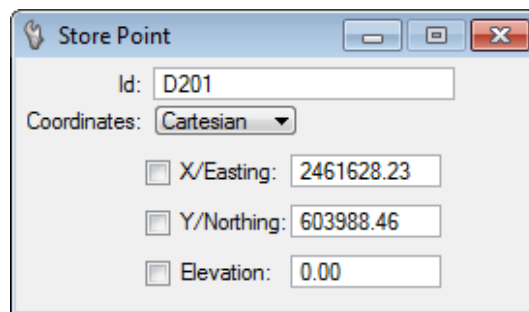 Store Point
Id: D201
Coordinates: Cartesian
X/Easting: 2461628.23
Y/Northing: 603988.46
Elevation: 0.00